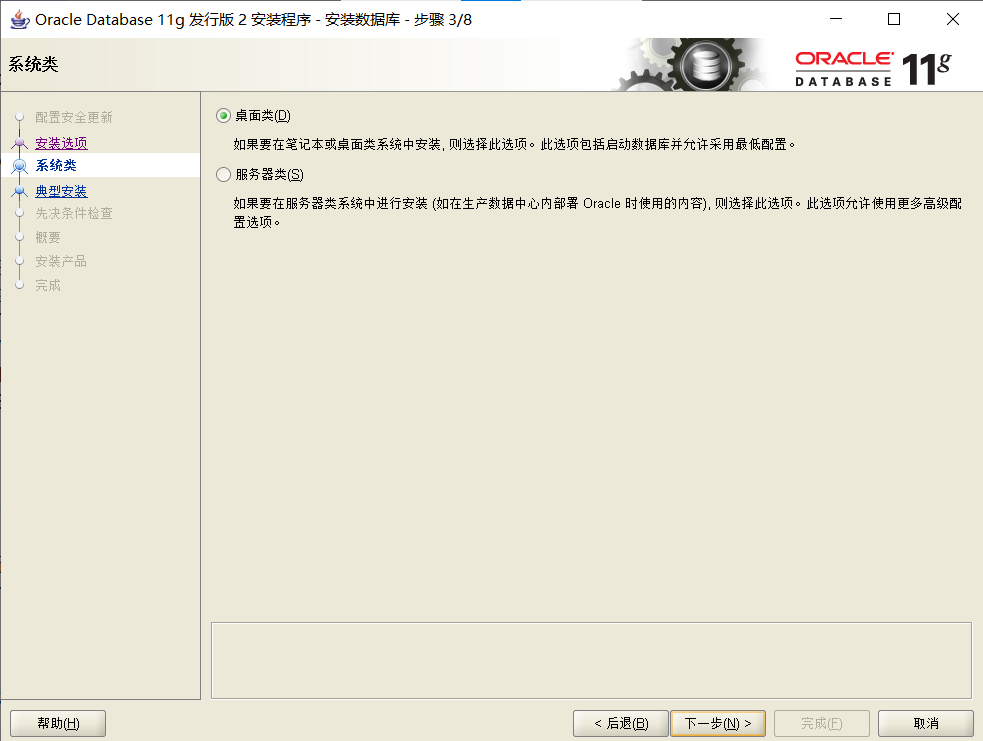 Oracle Database 11g 发行版 2 安装程序 - 安装数据库 - 步骤 3/8
系统类
ORACLE
DATABASE 11g
配置安全更新
安装选项
系统类
典型安装
先决条件检查
概要
安装产品
完成
桌面类(D)
如果要在笔记本或桌面类系统中安装, 则选择此选项。此选项包括启动数据库并允许采用最低配置。
服务器类(S)
如果要在服务器类系统中进行安装 (如在生产数据中心内部署 Oracle 时使用的内容), 则选择此选项。此选项允许使用更多高级配
置选项。
帮助(H)
< 后退(B)
下一步(N) >
完成(F)
取消